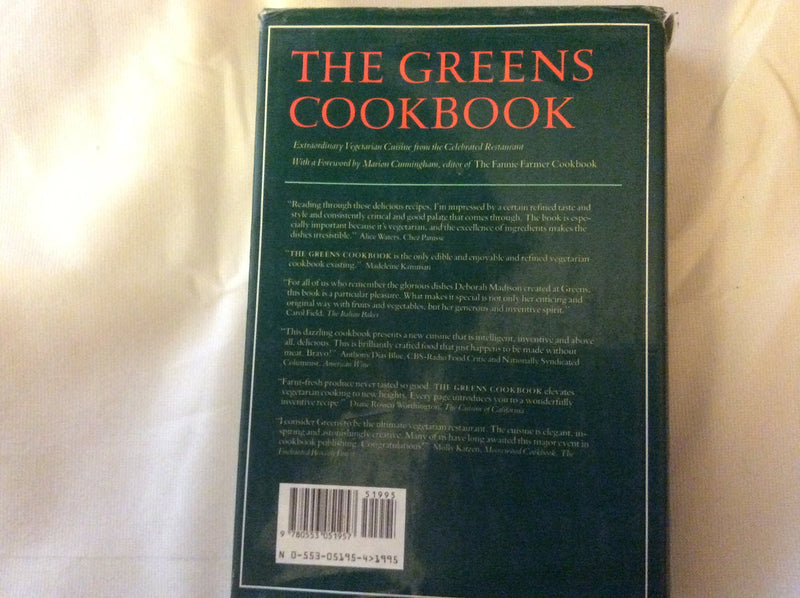 THE GREENS
COOKBOOK
Extraordinary Vegetarian Cuisine from the Celebrated Restaurant
With a Foreword by Marion Cunningham, editor of The Fannie Farmer Cookbook
"Reading through these delicious recipes, I'm impressed by a certain refined taste and
style and consistently critical and good palate that comes through. The book is espe-
cially important because it's vegetarian, and the excellence of ingredients makes the
dishes irresistible." Alice Waters, Chez Panisse
"THE GREENS COOKBOOK is the only edible and enjoyable and refined vegetarian
cookbook existing." Madeleine Kamman
"For all of us who remember the glorious dishes Deborah Madison created at Greens,
this book is a particular pleasure. What makes it special is not only her enticing and
original way with fruits and vegetables, but her generous and inventive spirit."
Carol Field, The Italian Baker
"This dazzling cookbook presents a new cuisine that is intelligent, inventive and above
all, delicious. This is brilliantly crafted food that just happens to be made without
meat. Bravo!" Anthony Dias Blue, CBS-Radio Food Critic and Nationally Syndicated
Columnist, American Wine
"Farm-fresh produce never tasted so good. THE GREENS COOKBOOK elevates
vegetarian cooking to new heights. Every page introduces you to a wonderfully
inventive recipe." Diane Rossen Worthington, The Cuisine of California
"I consider Greens to be the ultimate vegetarian restaurant. The cuisine is elegant, in-
spiring and astonishingly creative. Many of us have long awaited this major event in
cookbook publishing. Congratulations!" Molly Katzen, Moosewood Cookbook, The
Enchanted Broccoli Forest
51995
9 780553 051957
N 0-553-05195-4>1995